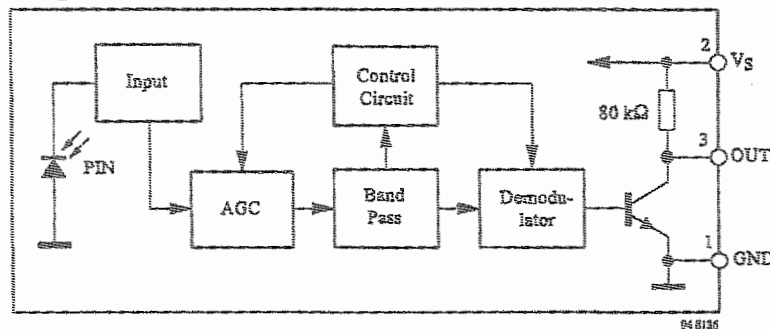 Input
Control
Circuit
2
VS
80 kΩ
3
OUT
PIN
AGC
Band
Pass
Demodu-
lator
1
GND
94 8136